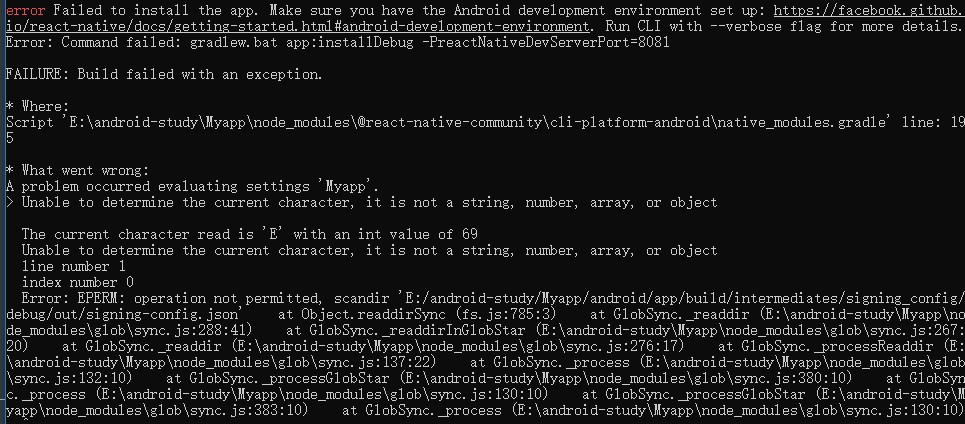 error Failed to install the app. Make sure you have the Android development environment set up: https://facebook.github.
io/react-native/docs/getting-started.html#android-development-environment. Run CLI with --verbose flag for more details.
Error: Command failed: gradlew.bat app:installDebug -PreactNativeDevServerPort=8081
FAILURE: Build failed with an exception.
* Where:
Script 'E:\android-study\Myapp\node_modules\@react-native-community\cli-platform-android\native_modules.gradle' line: 19
5
* What went wrong:
A problem occurred evaluating settings 'Myapp'.
> Unable to determine the current character, it is not a string, number, array, or object
The current character read is 'E' with an int value of 69
Unable to determine the current character, it is not a string, number, array, or object
line number 1
index number 0
Error: EPERM: operation not permitted, scandir 'E:/android-study/Myapp/android/app/build/intermediates/signing_config/
debug/out/signing-config.json'    at Object.readdirSync (fs.js:785:3)    at GlobSync._readdir (E:\android-study\Myapp\no
de_modules\glob\sync.js:288:41)    at GlobSync._readdirInGlobStar (E:\android-study\Myapp\node_modules\glob\sync.js:267:
20)    at GlobSync._readdir (E:\android-study\Myapp\node_modules\glob\sync.js:276:17)    at GlobSync._processReaddir (E:
\android-study\Myapp\node_modules\glob\sync.js:137:22)    at GlobSync._process (E:\android-study\Myapp\node_modules\glob
\sync.js:132:10)    at GlobSync._processGlobStar (E:\android-study\Myapp\node_modules\glob\sync.js:380:10)    at GlobSyn
c._process (E:\android-study\Myapp\node_modules\glob\sync.js:130:10)    at GlobSync._processGlobStar (E:\android-study\M
yapp\node_modules\glob\sync.js:383:10)    at GlobSync._process (E:\android-study\Myapp\node_modules\glob\sync.js:130:10)